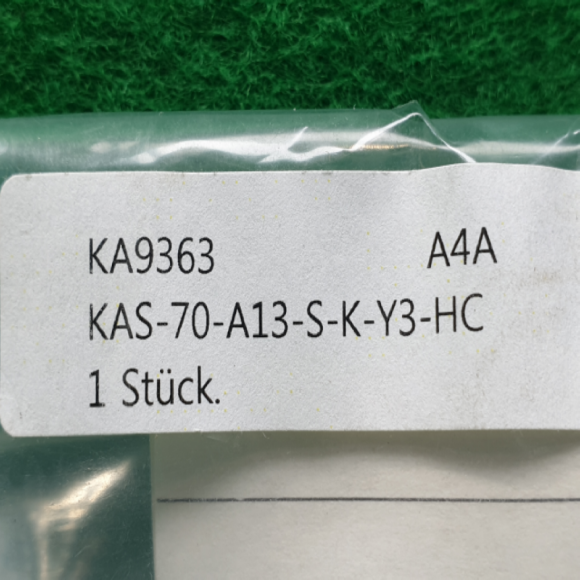 KA9363 A4A
KAS-70-A13-S-K-Y3-HC
1 Stück.